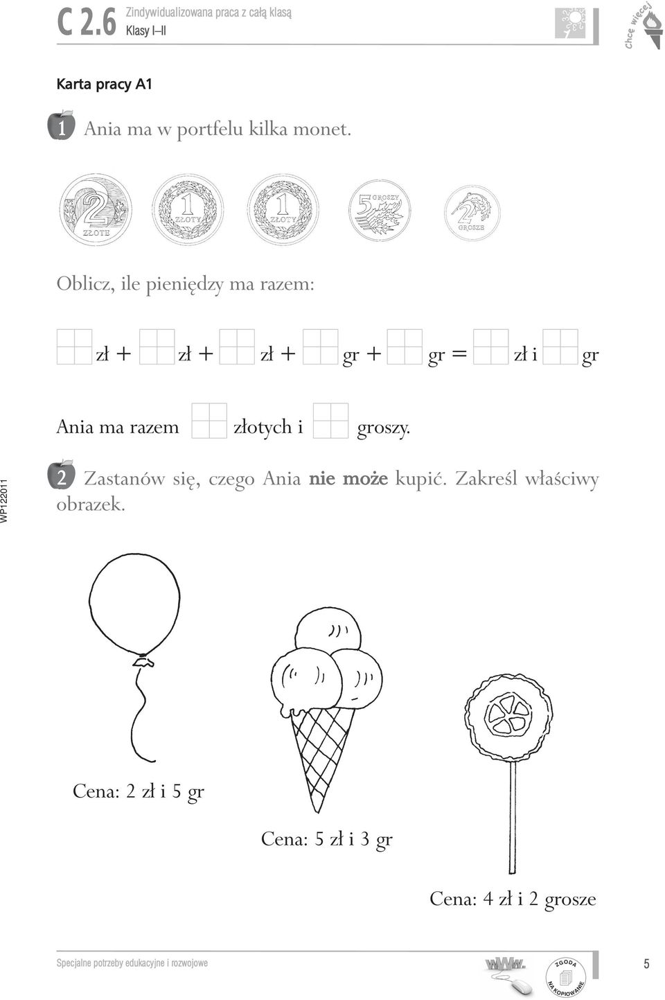 C 2.6
Zindywidualizowana praca z całą klasą
Klasy I–II
Chcę więcej
Karta pracy A1
1 Ania ma w portfelu kilka monet.
2 ZŁOTE
1 ZŁOTY
1 ZŁOTY
5 GROSZY
2 GROSZE
Oblicz, ile pieniędzy ma razem:
zł + zł + zł + gr + gr = zł i gr
Ania ma razem złotych i groszy.
2 Zastanów się, czego Ania nie może kupić. Zakreśl właściwy
obrazek.
WP122011
Cena: 2 zł i 5 gr
Cena: 5 zł i 3 gr
Cena: 4 zł i 2 grosze
Specjalne potrzeby edukacyjne i rozwojowe
www.
ZGODA
NA KOPIOWANIE
5